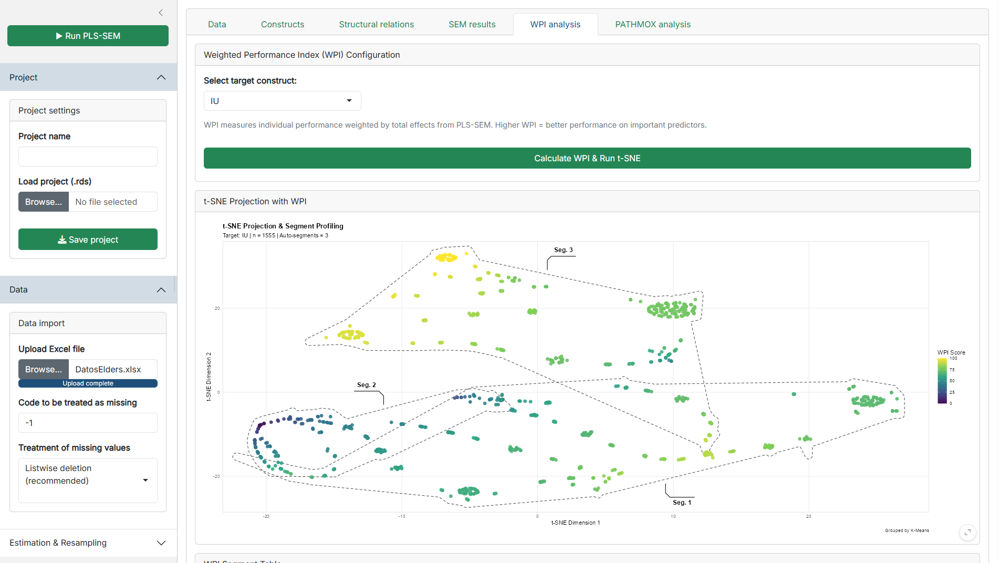 Run PLS-SEM
Project
Project settings
Project name
Load project (.rds)
Browse... No file selected
Save project
Data
Data import
Upload Excel file
Browse... DatosElders.xlsx
Upload complete
Code to be treated as missing
-1
Treatment of missing values
Listwise deletion
(recommended)
Estimation & Resampling
Data Constructs Structural relations SEM results WPI analysis PATHMOX analysis
Weighted Performance Index (WPI) Configuration
Select target construct:
IU
WPI measures individual performance weighted by total effects from PLS-SEM. Higher WPI = better performance on important predictors.
Calculate WPI & Run t-SNE
t-SNE Projection with WPI
t-SNE Projection & Segment Profiling
Target: IU | n = 1555 | Auto-segments = 3
Seg. 3
Seg. 2
Seg. 1
20
0
-20
t-SNE Dimension 2
-20 -10 0 10 20
t-SNE Dimension 1
WPI Score
100
75
50
25
0
Grouped by K-Means
WPI Segment Table